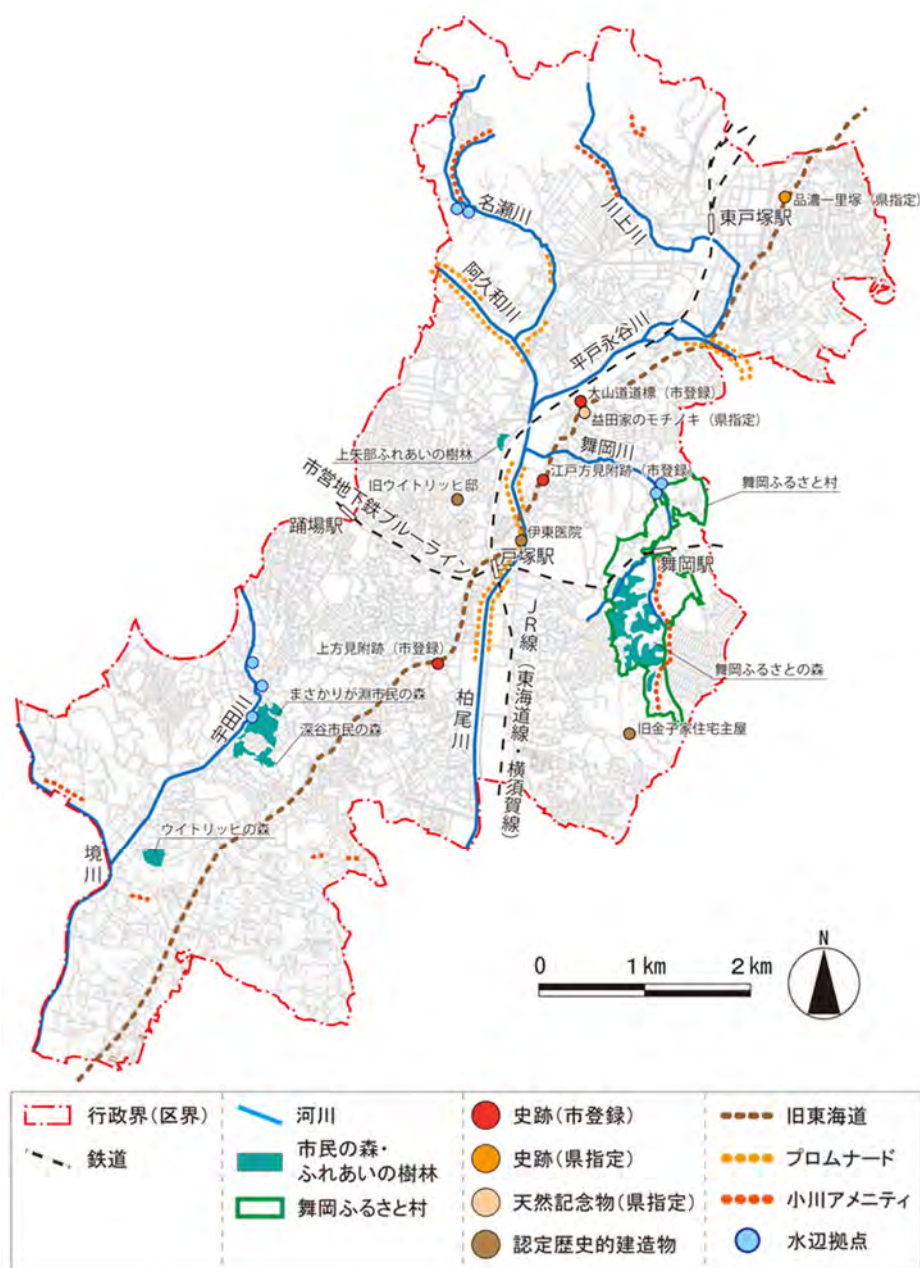 名瀬川
川上川
東戸塚駅
品濃一里塚（県指定）
阿久和川
平戸永谷川
大山道道標（市登録）
益田家のモチノキ（県指定）
舞岡川
上矢部ふれあいの樹林
江戸方見附跡（市登録）
舞岡ふるさと村
旧ウイトリッヒ邸
市営地下鉄ブルーライン
踊場駅
伊東医院
戸塚駅
舞岡駅
JR線（東海道線・横須賀線）
上方見附跡（市登録）
舞岡ふるさとの森
まさかりが淵市民の森
宇田川
深谷市民の森
柏尾川
旧金子家住宅主屋
ウイトリッヒの森
境川
0 1km 2km
N
行政界（区界）
鉄道
河川
市民の森・
ふれあいの樹林
舞岡ふるさと村
史跡（市登録）
史跡（県指定）
天然記念物（県指定）
認定歴史的建造物
旧東海道
プロムナード
小川アメニティ
水辺拠点